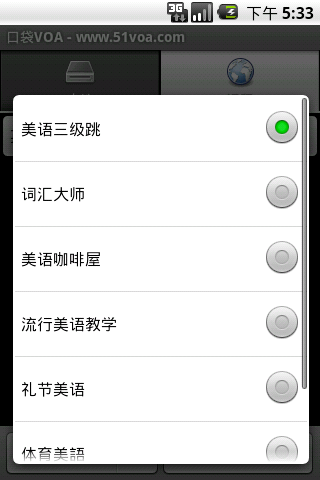 3G
下午 5:33
口袋VOA - www.51voa.com
美语三级跳
词汇大师
美语咖啡屋
流行美语教学
礼节美语
体育美語